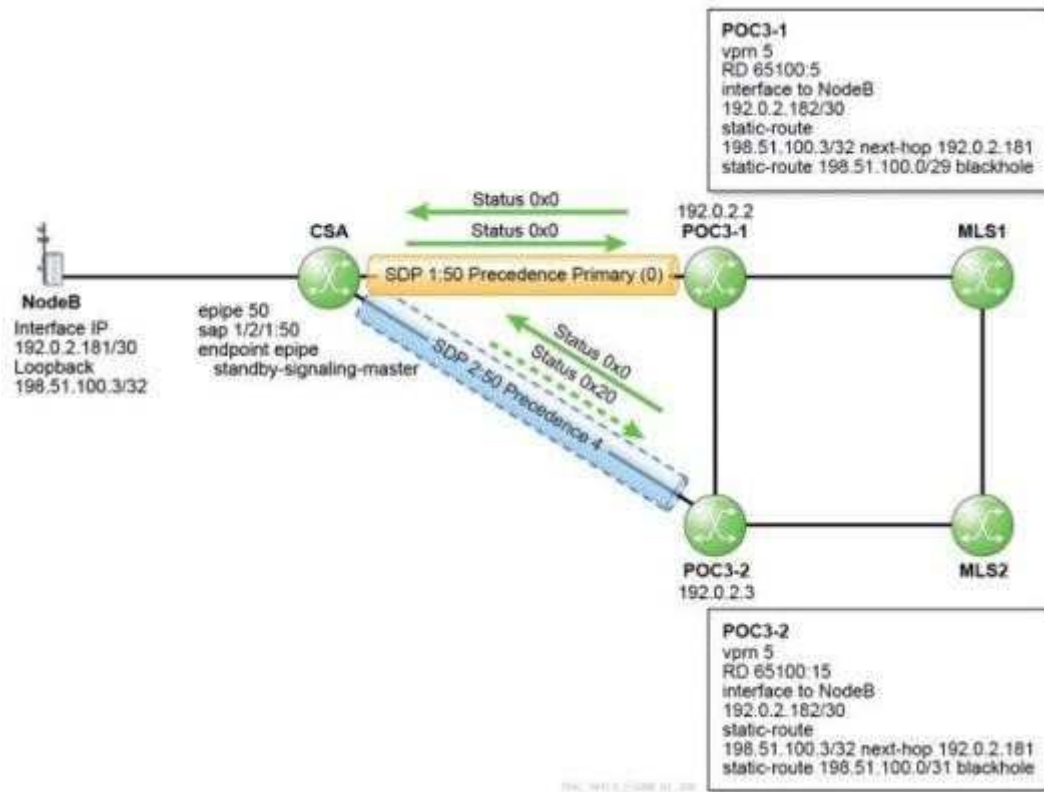 POC3-1
vprn 5
RD 65100:5
interface to NodeB
192.0.2.182/30
static-route
198.51.100.3/32 next-hop 192.0.2.181
static-route 198.51.100.0/29 blackhole
Status 0x0
Status 0x0
CSA
192.0.2.2
POC3-1
MLS1
SDP 1:50 Precedence Primary (0)
NodeB
Interface IP
192.0.2.181/30
Loopback
198.51.100.3/32
epipe 50
sap 1/2/1:50
endpoint epipe
standby-signaling-master
Status 0x0
Status 0x20
SDP 2:50 Precedence 4
POC3-2
192.0.2.3
MLS2
POC3-2
vprn 5
RD 65100:15
interface to NodeB
192.0.2.182/30
static-route
198.51.100.3/32 next-hop 192.0.2.181
static-route 198.51.100.0/31 blackhole